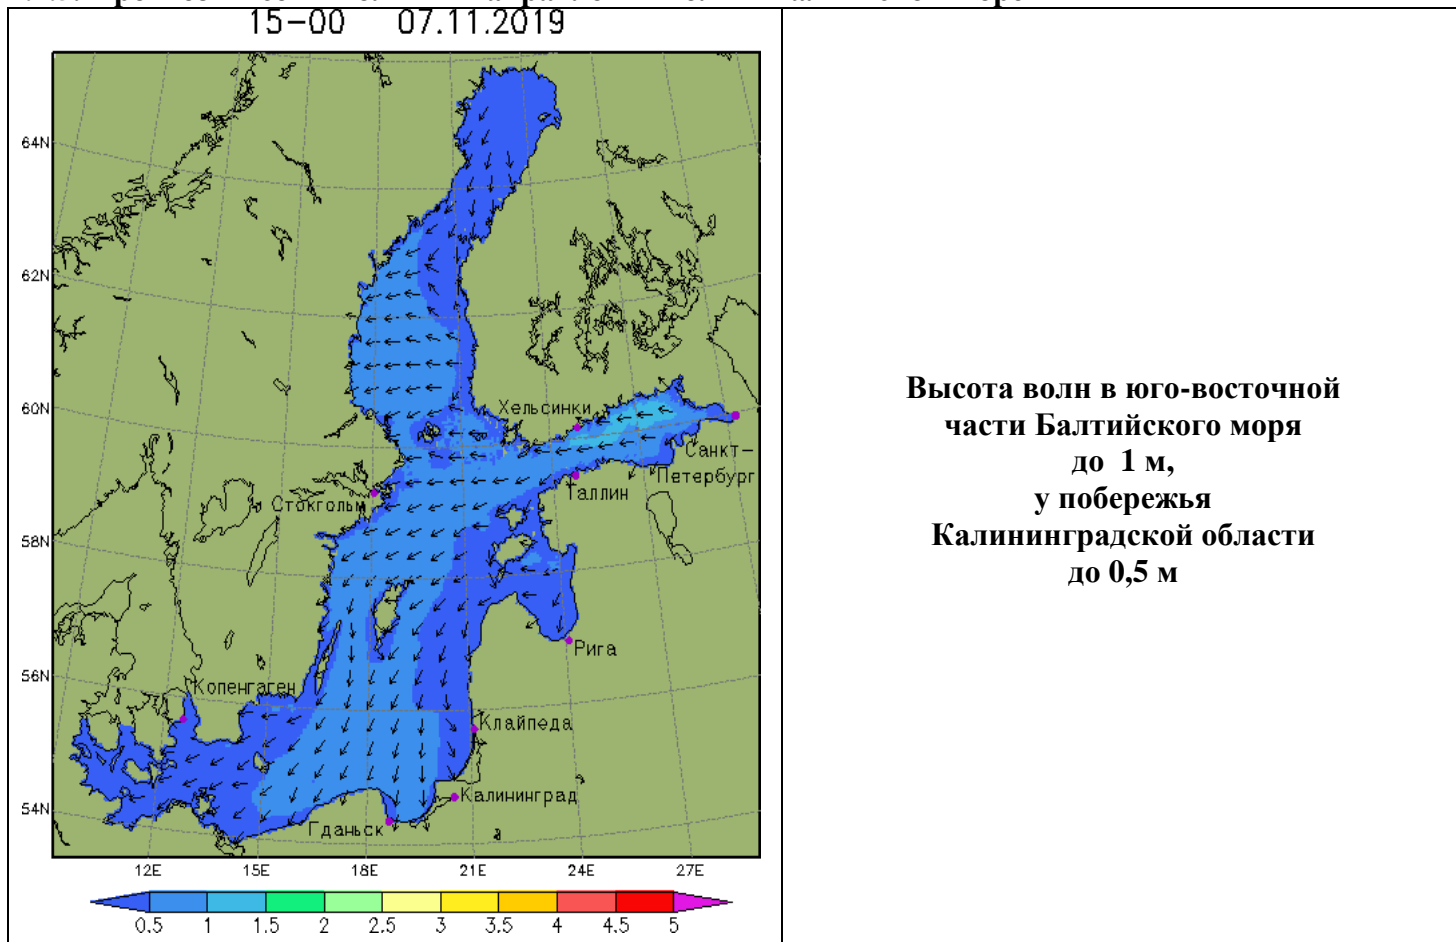 15-00 07.11.2019
64N
62N
60N
58N
56N
54N
12E 15E 18E 21E 24E 27E
Хельсинки
Санкт-
Петербург
Таллин
Стокгольм
Рига
Копенгаген
Клайпеда
Калининград
Гданьск
0.5 1 1.5 2 2.5 3 3.5 4 4.5 5
Высота волн в юго-восточной
части Балтийского моря
до 1 м,
у побережья
Калининградской области
до 0,5 м